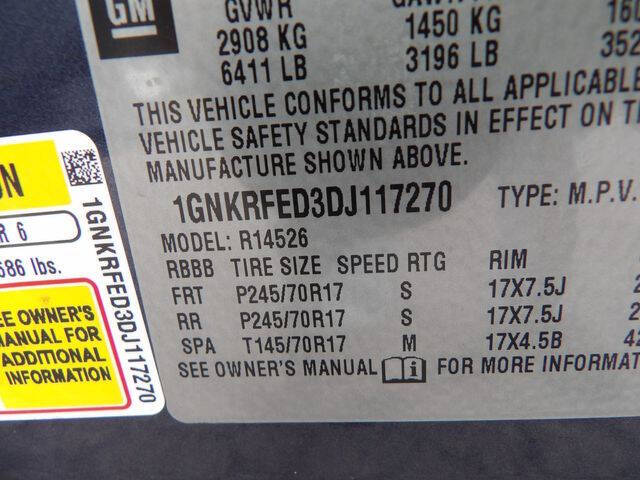 GM
GVWR
2908 KG 1450 KG
6411 LB 3196 LB
THIS VEHICLE CONFORMS TO ALL APPLICABLE
VEHICLE SAFETY STANDARDS IN EFFECT ON
MANUFACTURE SHOWN ABOVE.
1GNKRFED3DJ117270 TYPE: M.P.V.
MODEL: R14526
RBBB TIRE SIZE SPEED RTG RIM
FRT P245/70R17 S 17X7.5J
RR P245/70R17 S 17X7.5J
SPA T145/70R17 M 17X4.5B
SEE OWNER'S MANUAL FOR MORE INFORMATION
R 6
686 lbs.
OWNER'S
MANUAL FOR
ADDITIONAL
INFORMATION
1GNKRFED3DJ117270